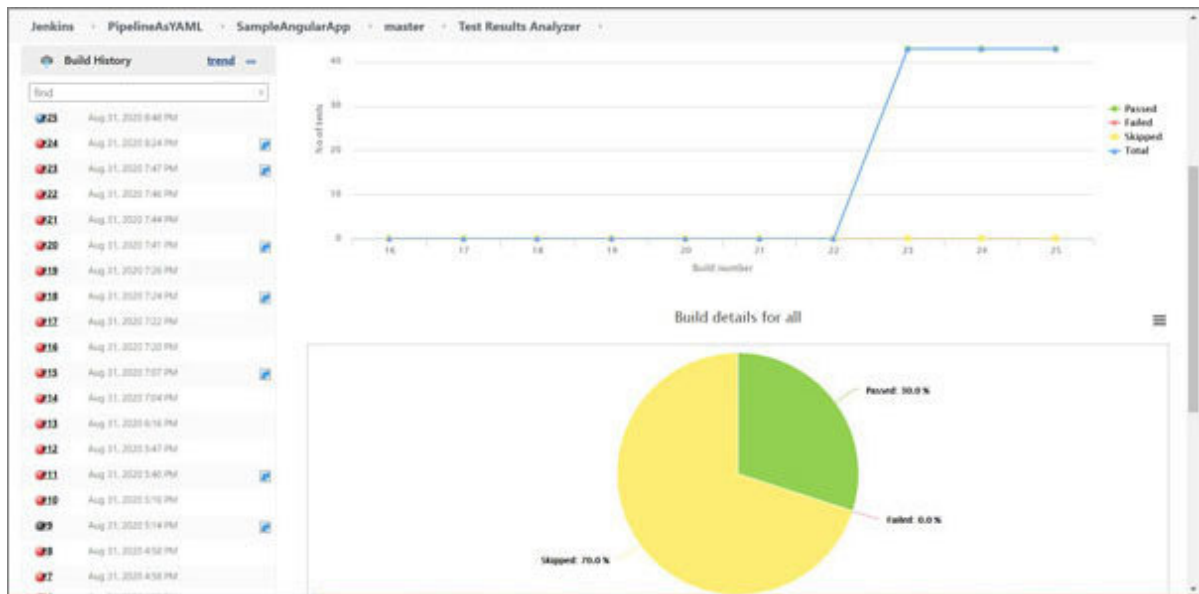 Jenkins PipelineAsYAML SampleAngularApp master Test Results Analyzer
Build History trend
find
25 Aug 31, 2020 8:48 PM
24 Aug 31, 2020 8:24 PM
23 Aug 31, 2020 7:47 PM
22 Aug 31, 2020 7:46 PM
21 Aug 31, 2020 7:44 PM
20 Aug 31, 2020 7:41 PM
19 Aug 31, 2020 7:26 PM
18 Aug 31, 2020 7:24 PM
17 Aug 31, 2020 7:22 PM
16 Aug 31, 2020 7:20 PM
15 Aug 31, 2020 7:07 PM
14 Aug 31, 2020 7:04 PM
13 Aug 31, 2020 6:16 PM
12 Aug 31, 2020 5:47 PM
11 Aug 31, 2020 5:40 PM
10 Aug 31, 2020 5:16 PM
9 Aug 31, 2020 5:14 PM
8 Aug 31, 2020 4:58 PM
7 Aug 31, 2020 4:58 PM
40
30
20
10
0
of tests
16 17 18 19 20 21 22 23 24 25
Build number
Passed
Failed
Skipped
Total
Build details for all
Passed: 30.0 %
Failed: 0.0 %
Skipped: 70.0 %